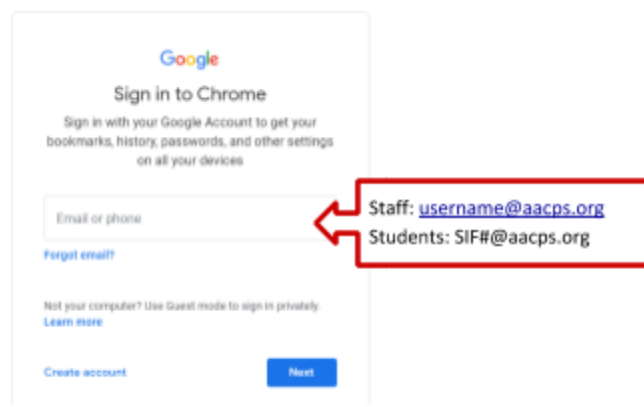 Google
Sign in to Chrome
Sign in with your Google Account to get your
bookmarks, history, passwords, and other settings
on all your devices
Email or phone
Forgot email?
Staff: username@aacps.org
Students: SIF#@aacps.org
Not your computer? Use Guest mode to sign in privately.
Learn more
Create account
Next